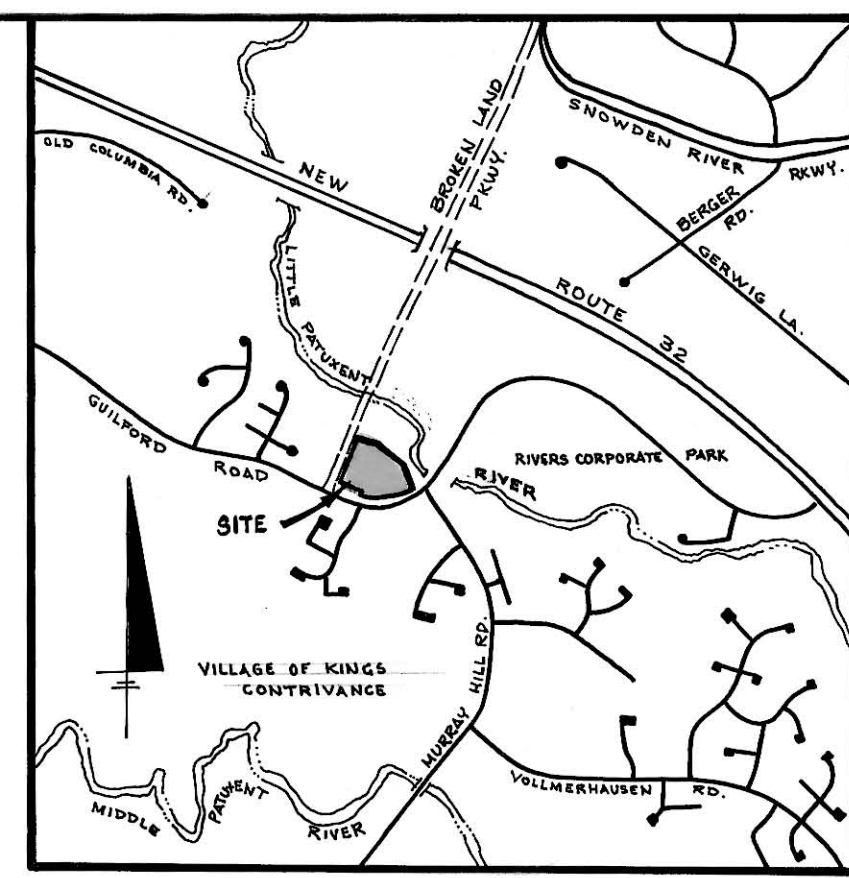 BROKEN LAND
PKWY.
SNOWDEN RIVER RKWY.
OLD COLUMBIA RD.
NEW
BERGER
RD.
GERWIG LA.
LITTLE
PATUXENT
ROUTE 32
GUILFORD
ROAD
RIVERS CORPORATE PARK
RIVER
SITE
VILLAGE OF KINGS
CONTRIVANCE
MURRAY HILL RD.
VOLLMERHAUSEN RD.
MIDDLE PATUXENT RIVER